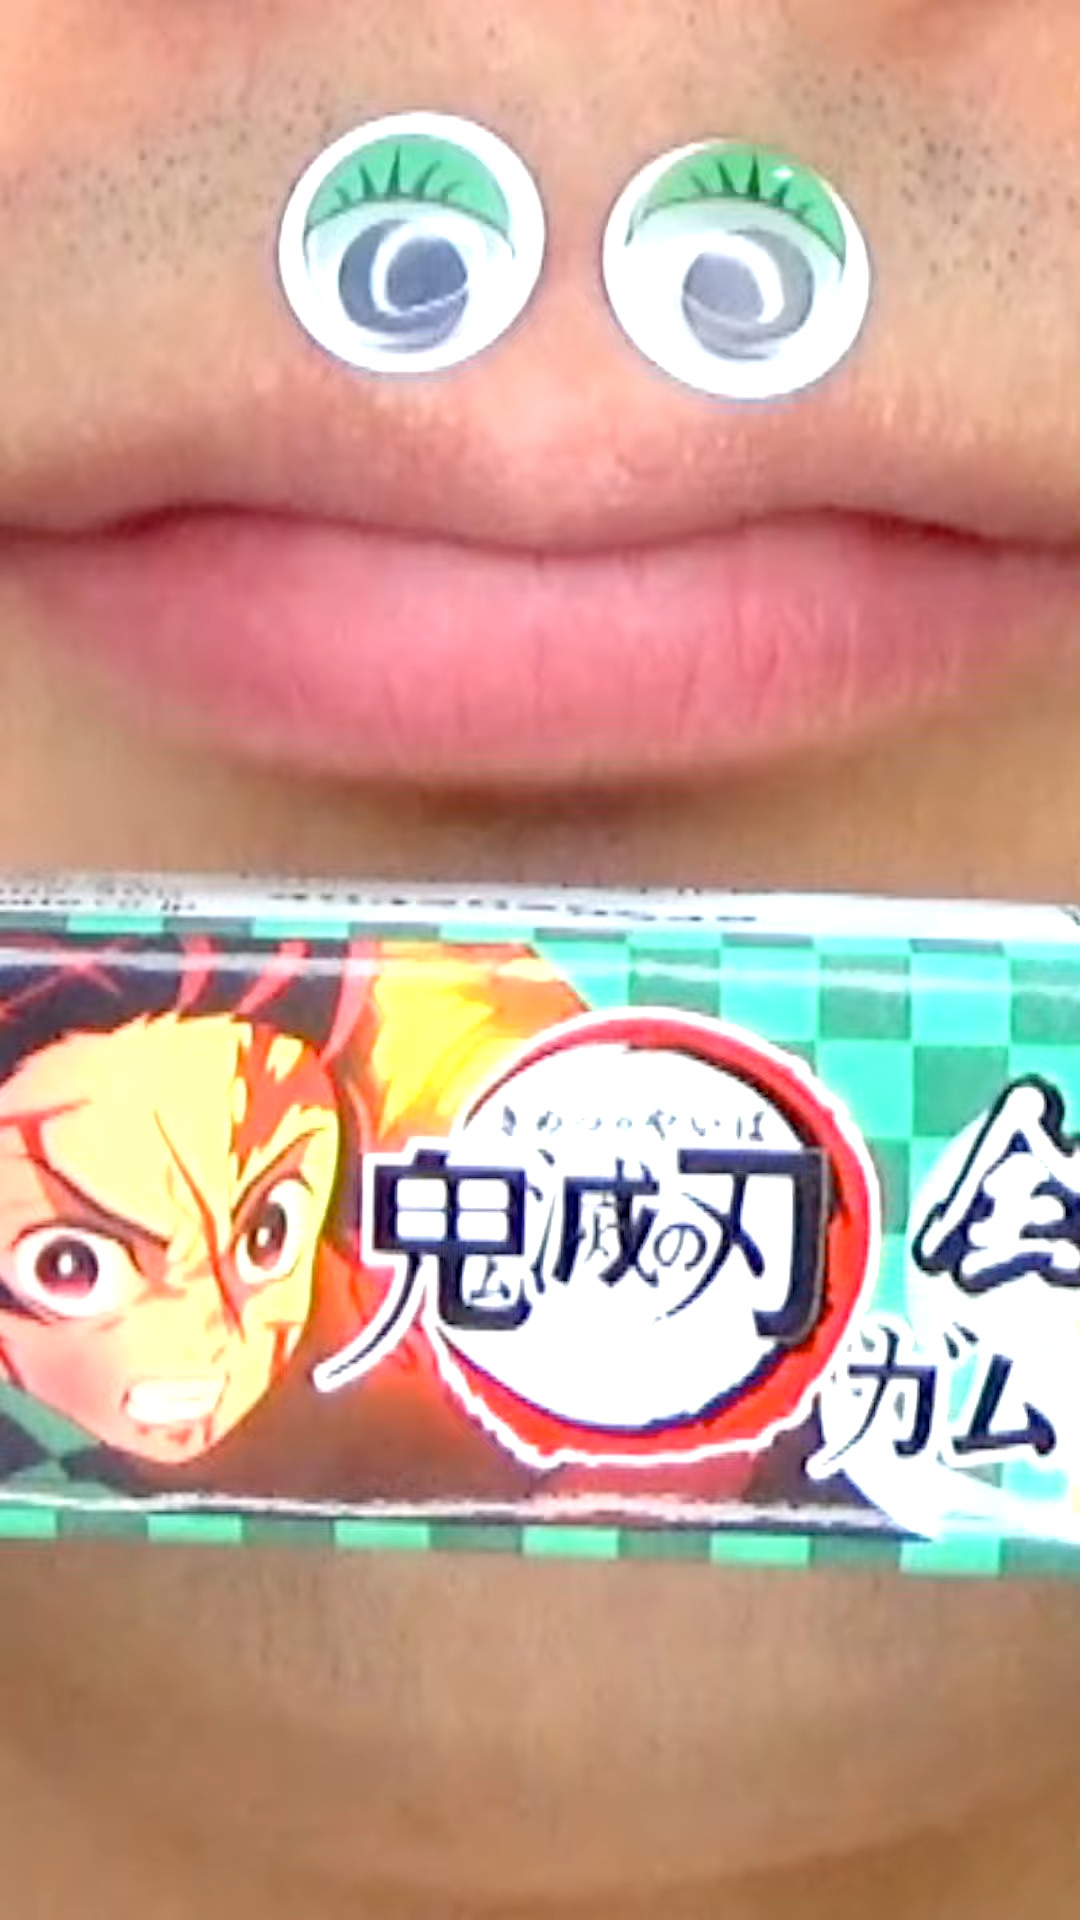 きめつのやいば
鬼滅の刃
全
ガム